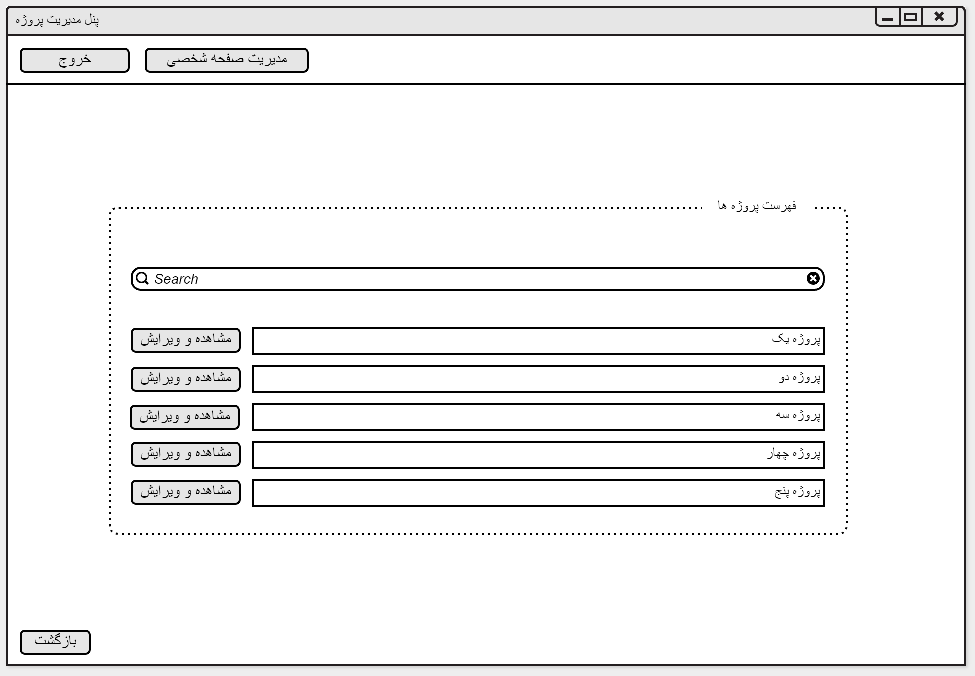 پنل مدیریت پروژه
مدیریت صفحه شخصی
خروج
فهرست پروژه ها
Search
پروژه یک
مشاهده و ویرایش
پروژه دو
مشاهده و ویرایش
پروژه سه
مشاهده و ویرایش
پروژه چهار
مشاهده و ویرایش
پروژه پنج
مشاهده و ویرایش
بازگشت